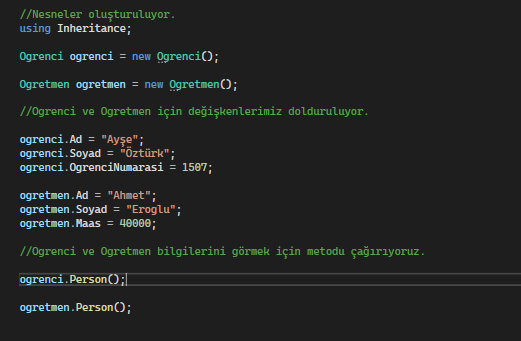 //Nesneler oluşturuluyor.
using Inheritance;
Ogrenci ogrenci = new Ogrenci();
Ogretmen ogretmen = new Ogretmen();
//Ogrenci ve Ogretmen için değişkenlerimiz dolduruluyor.
ogrenci.Ad = "Ayşe";
ogrenci.Soyad = "Öztürk";
ogrenci.OgrenciNumarasi = 1507;
ogretmen.Ad = "Ahmet";
ogretmen.Soyad = "Eroglu";
ogretmen.Maas = 40000;
//Ogrenci ve Ogretmen bilgilerini görmek için metodu çağırıyoruz.
ogrenci.Person();
ogretmen.Person();